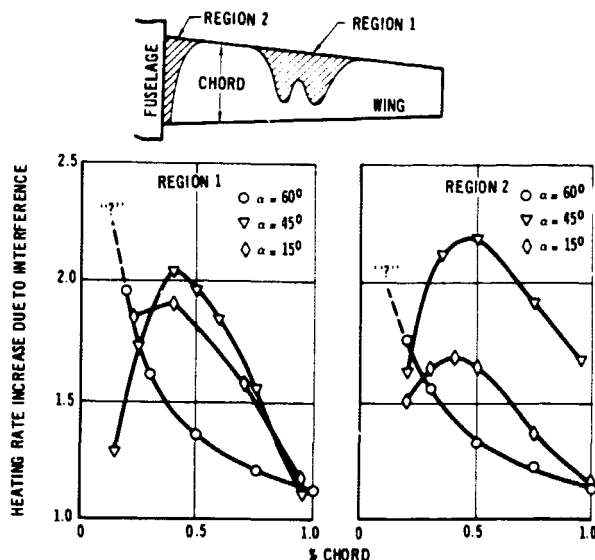 REGION 2
REGION 1
FUSELAGE
CHORD
WING
HEATING RATE INCREASE DUE TO INTERFERENCE
2.5
2.0
1.5
1.0
"?"
REGION 1
α = 60°
α = 45°
α = 15°
0
0.5
1.0
"?"
REGION 2
α = 60°
α = 45°
α = 15°
0
0.5
1.0
% CHORD